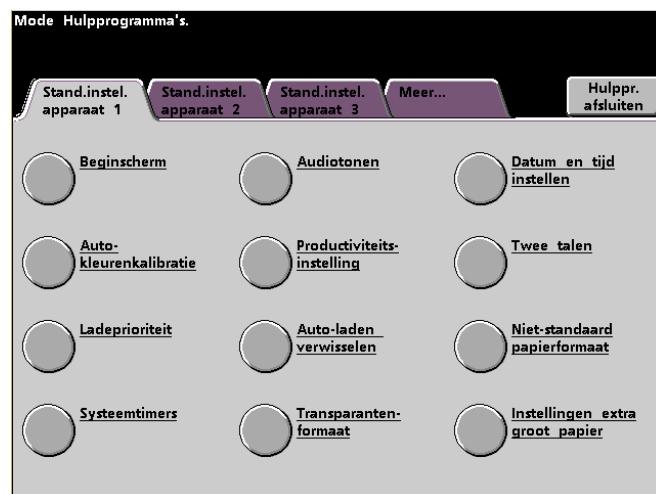 Mode Hulpprogramma's.
Stand.instel.
apparaat 1
Stand.instel.
apparaat 2
Stand.instel.
apparaat 3
Meer...
Hulppr.
afsluiten
Beginscherm
Audiotonen
Datum en tijd
instellen
Auto-
kleurenkalibratie
Productiviteits-
instelling
Twee talen
Ladeprioriteit
Auto-laden
verwisselen
Niet-standaard
papierformaat
Systeemtimers
Transparanten-
formaat
Instellingen extra
groot papier